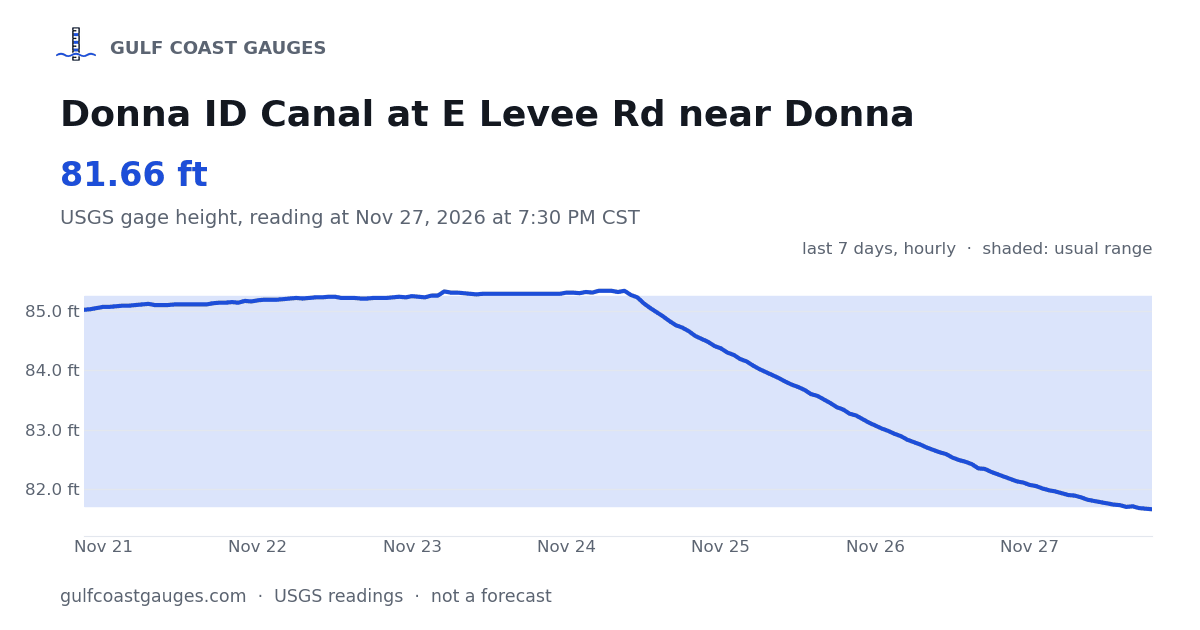 GULF COAST GAUGES
Donna ID Canal at E Levee Rd near Donna
81.66 ft
USGS gage height, reading at Nov 27, 2026 at 7:30 PM CST
last 7 days, hourly · shaded: usual range
85.0 ft
84.0 ft
83.0 ft
82.0 ft
Nov 21 Nov 22 Nov 23 Nov 24 Nov 25 Nov 26 Nov 27
gulfcoastgauges.com · USGS readings · not a forecast